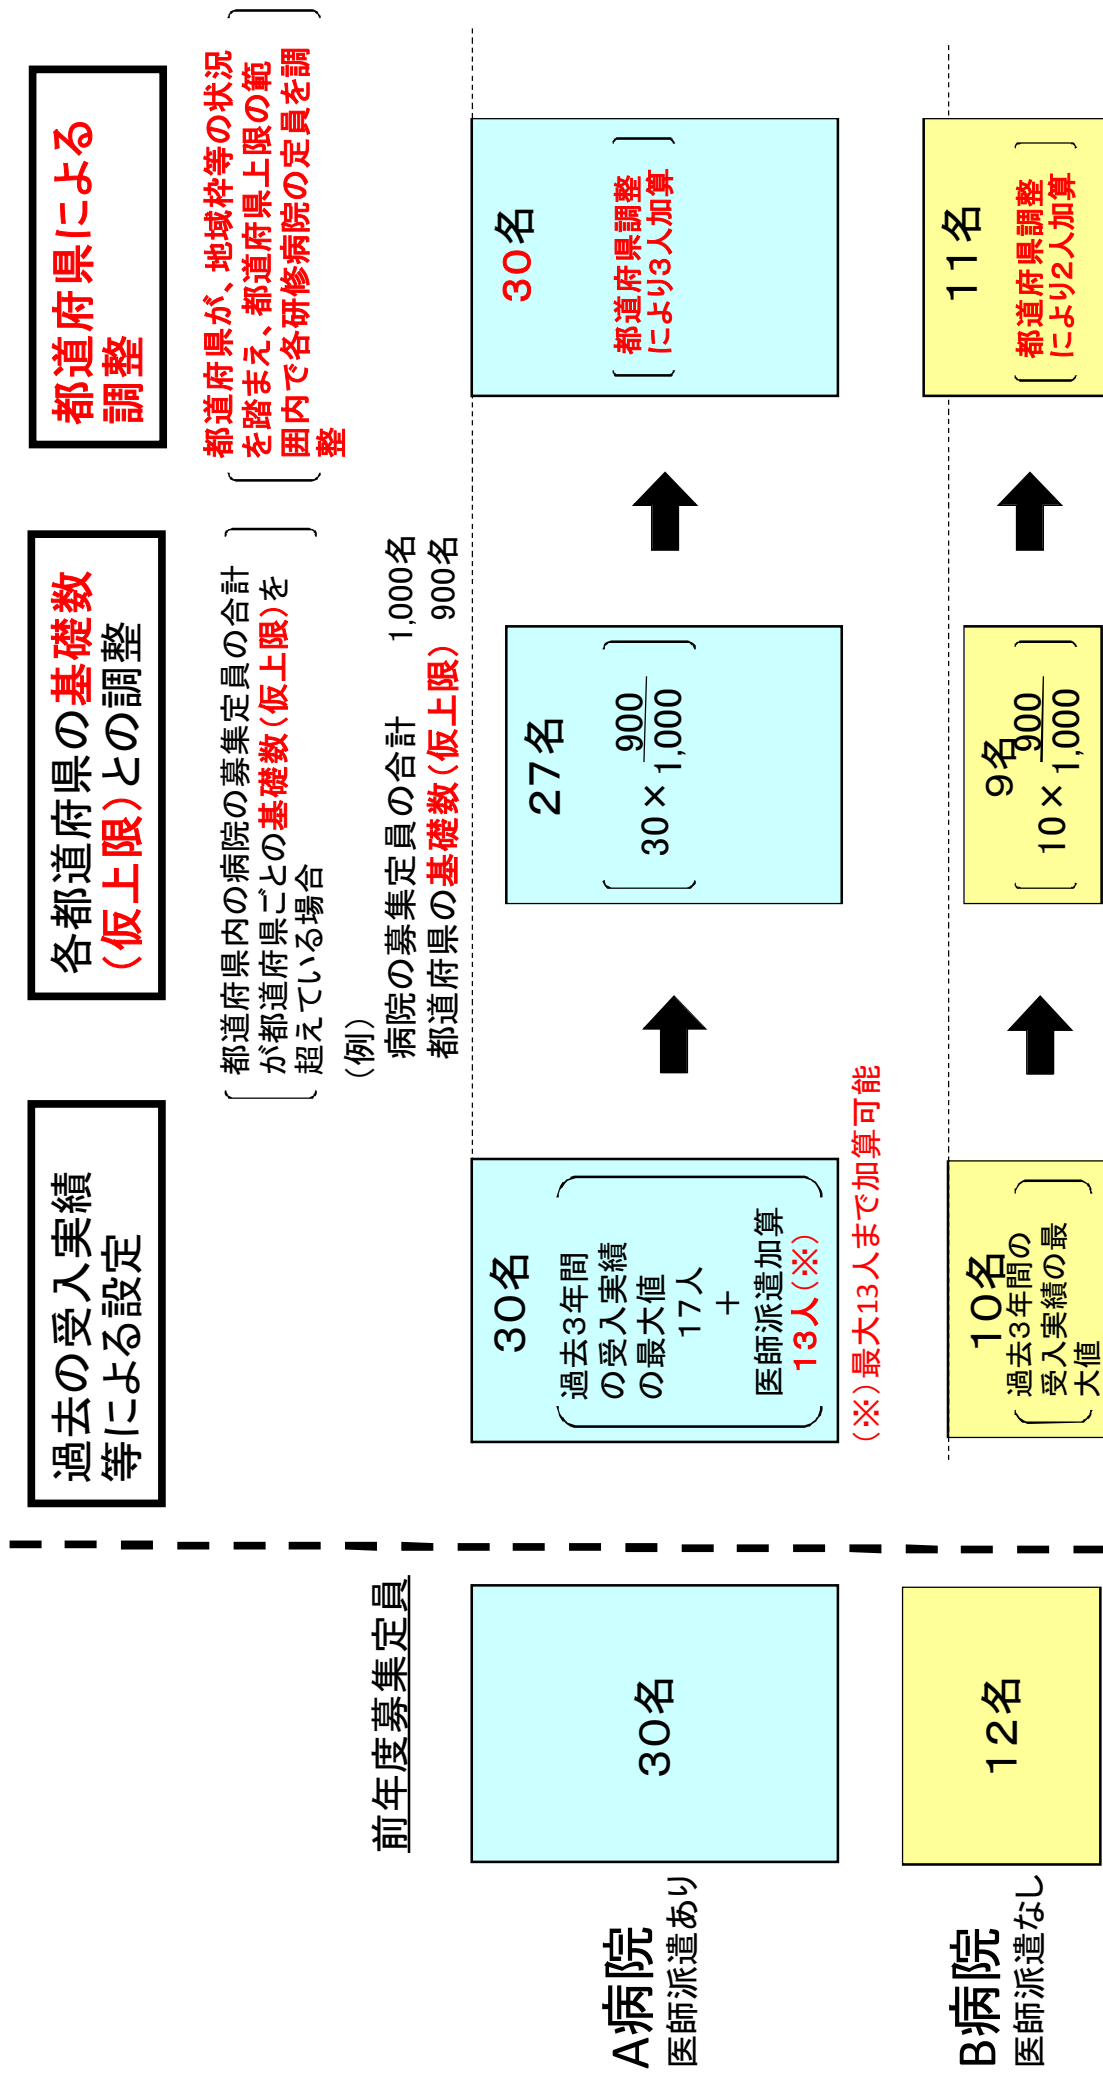 過去の受入実績
等による設定
各都道府県の基礎数
(仮上限)との調整
都道府県による
調整
都道府県内の病院の募集定員の合計
が都道府県ごとの基礎数(仮上限)を
超えている場合
都道府県が、地域枠等の状況
を踏まえ、都道府県上限の範
囲内で各研修病院の定員を調
整
(例)
病院の募集定員の合計 1,000名
都道府県の基礎数(仮上限) 900名
前年度募集定員
A病院
医師派遣あり
30名
30名
過去3年間
の受入実績
の最大値
17人
+
医師派遣加算
13人(※)
(※)最大13人まで加算可能
27名
30×900/1,000
30名
都道府県調整
により3人加算
B病院
医師派遣なし
12名
10名
過去3年間の
受入実績の最
大値
9名
10×900/1,000
11名
都道府県調整
により2人加算